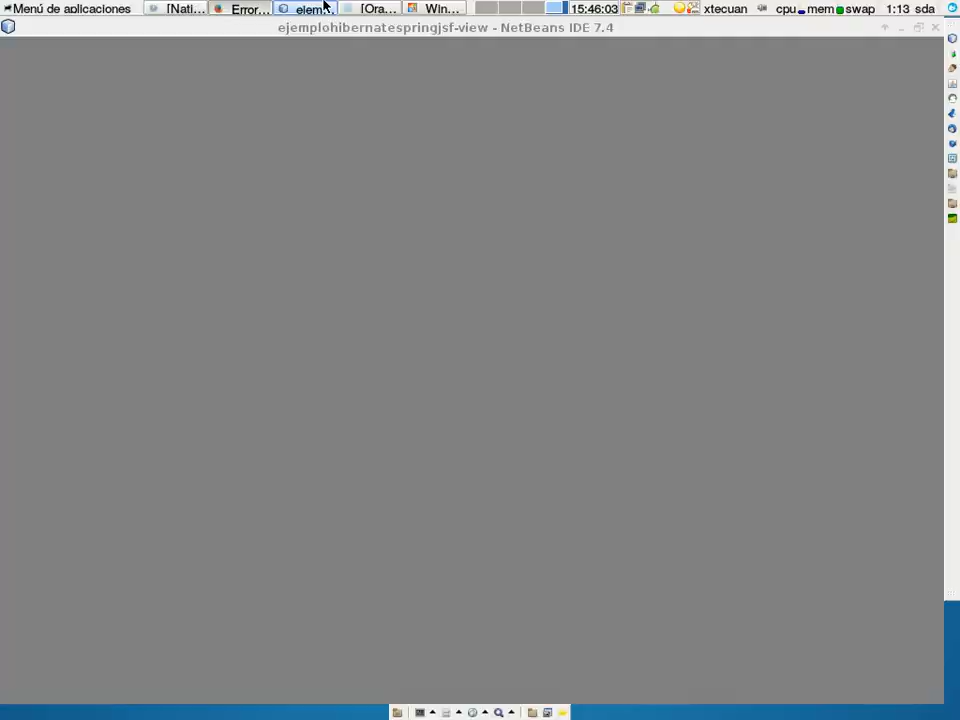 Menú de aplicaciones [Nati... Error... ejem... [Ora... Win... 15:46:03 xtecuan cpu mem swap 1:13 sda
ejemplohibernatespringjsf-view - NetBeans IDE 7.4